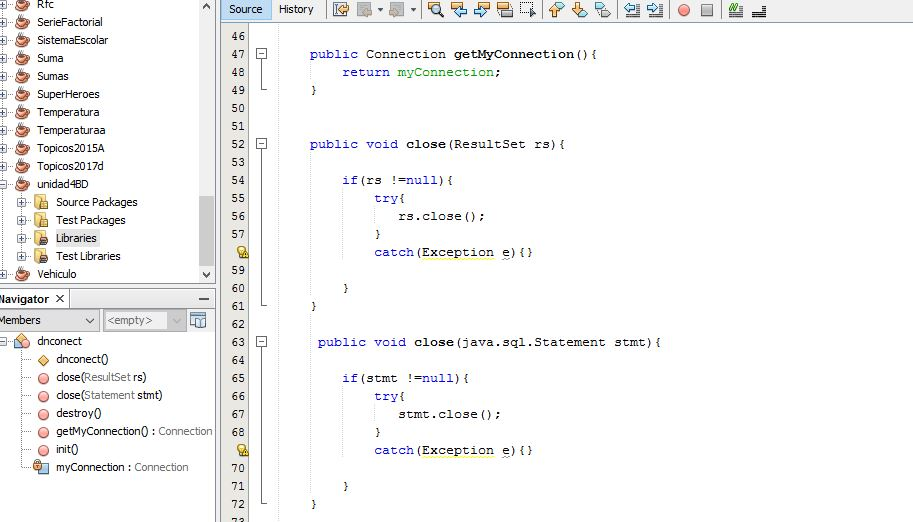 Rfc
SerieFactorial
SistemaEscolar
Suma
Sumas
SuperHeroes
Temperatura
Temperaturaa
Topicos2015A
Topicos2017d
unidad4BD
Source Packages
Test Packages
Libraries
Test Libraries
Vehiculo
Navigator
Members
<empty>
dnconect
dnconect()
close(ResultSet rs)
close(Statement stmt)
destroy()
getMyConnection() : Connection
init()
myConnection : Connection
Source History
46
47 public Connection getMyConnection(){
48 return myConnection;
49 }
50
51
52 public void close(ResultSet rs){
53
54 if(rs !=null){
55 try{
56 rs.close();
57 }
catch(Exception e){}
59
60 }
61 }
62
63 public void close(java.sql.Statement stmt){
64
65 if(stmt !=null){
66 try{
67 stmt.close();
68 }
catch(Exception e){}
70
71 }
72 }
73